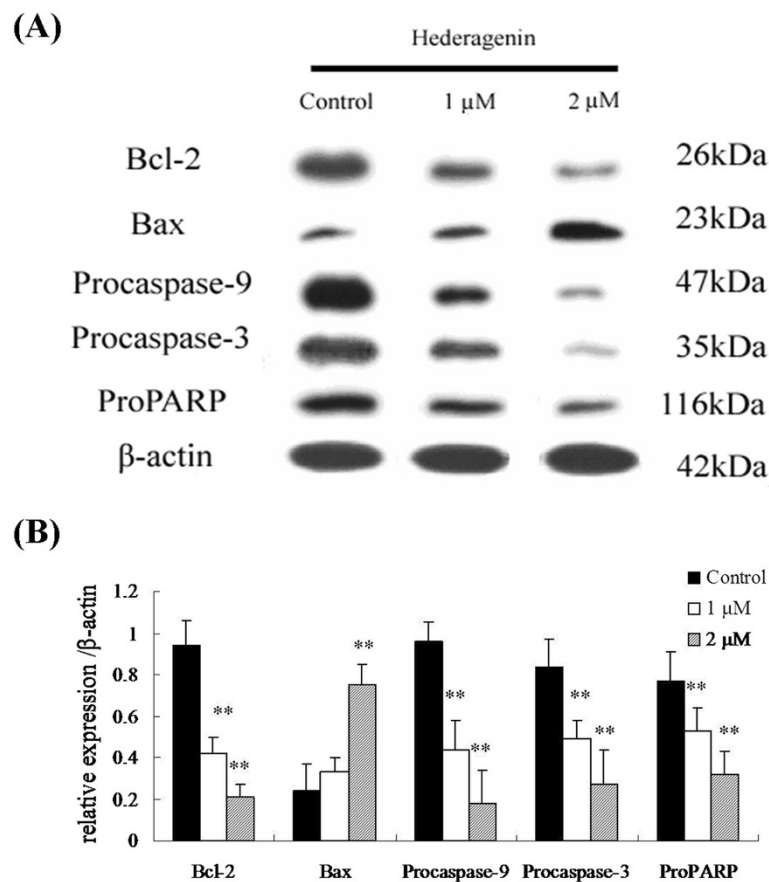 (A)
Hederagenin
Control 1 μM 2 μM
Bcl-2 26kDa
Bax 23kDa
Procaspase-9 47kDa
Procaspase-3 35kDa
ProPARP 116kDa
β-actin 42kDa
(B)
relative expression /β-actin
1.2
1
0.8
0.6
0.4
0.2
0
Control
1 μM
2 μM
** ** ** ** ** ** ** ** **
Bcl-2 Bax Procaspase-9 Procaspase-3 ProPARP